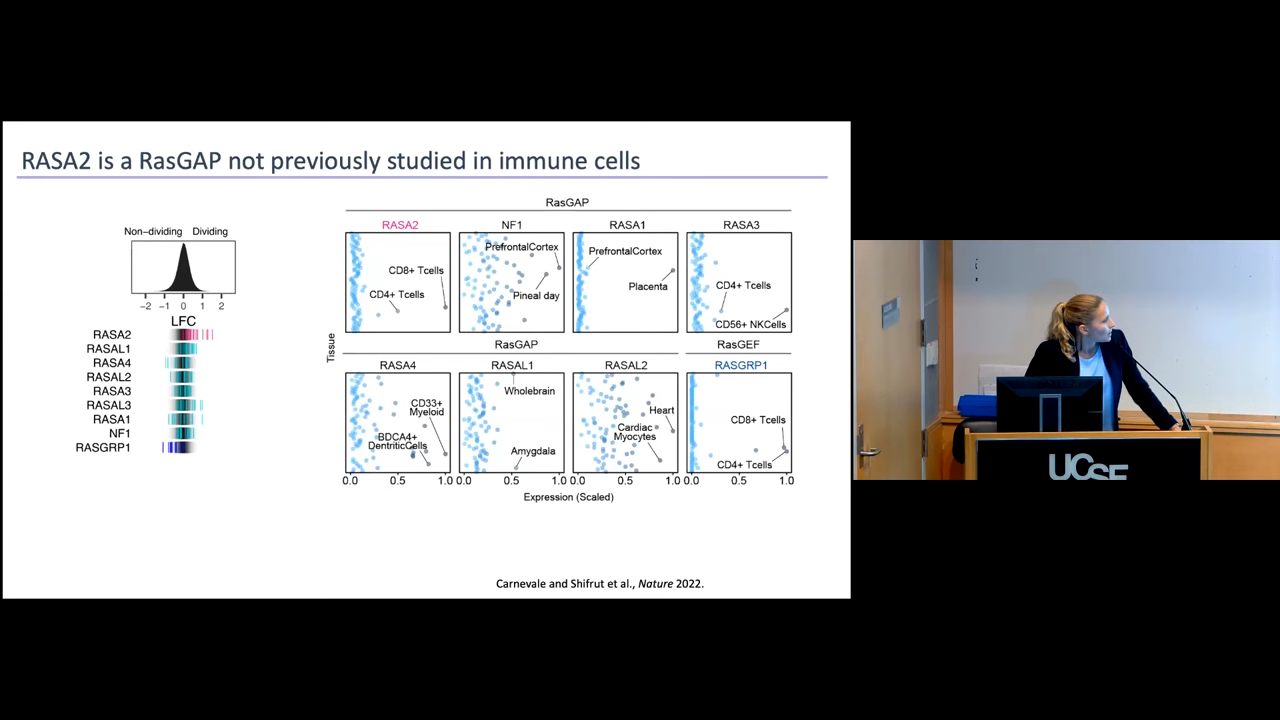 RASA2 is a RasGAP not previously studied in immune cells
Non-dividing Dividing
−2 −1 0 1 2
LFC
RASA2
RASAL1
RASA4
RASAL2
RASA3
RASAL3
RASA1
NF1
RASGRP1
RasGAP
RASA2 NF1 RASA1 RASA3
CD8+ Tcells
CD4+ Tcells
PrefrontalCortex
Pineal day
PrefrontalCortex
Placenta
CD4+ Tcells
CD56+ NKCells
Tissue
RasGAP RasGEF
RASA4 RASAL1 RASAL2 RASGRP1
CD33+
Myeloid
BDCA4+
DentriticCells
Wholebrain
Amygdala
Heart
Cardiac
Myocytes
CD8+ Tcells
CD4+ Tcells
0.0 0.5 1.0 0.0 0.5 1.0 0.0 0.5 1.0 0.0 0.5 1.0
Expression (Scaled)
Carnevale and Shifrut et al., Nature 2022.
UCSF